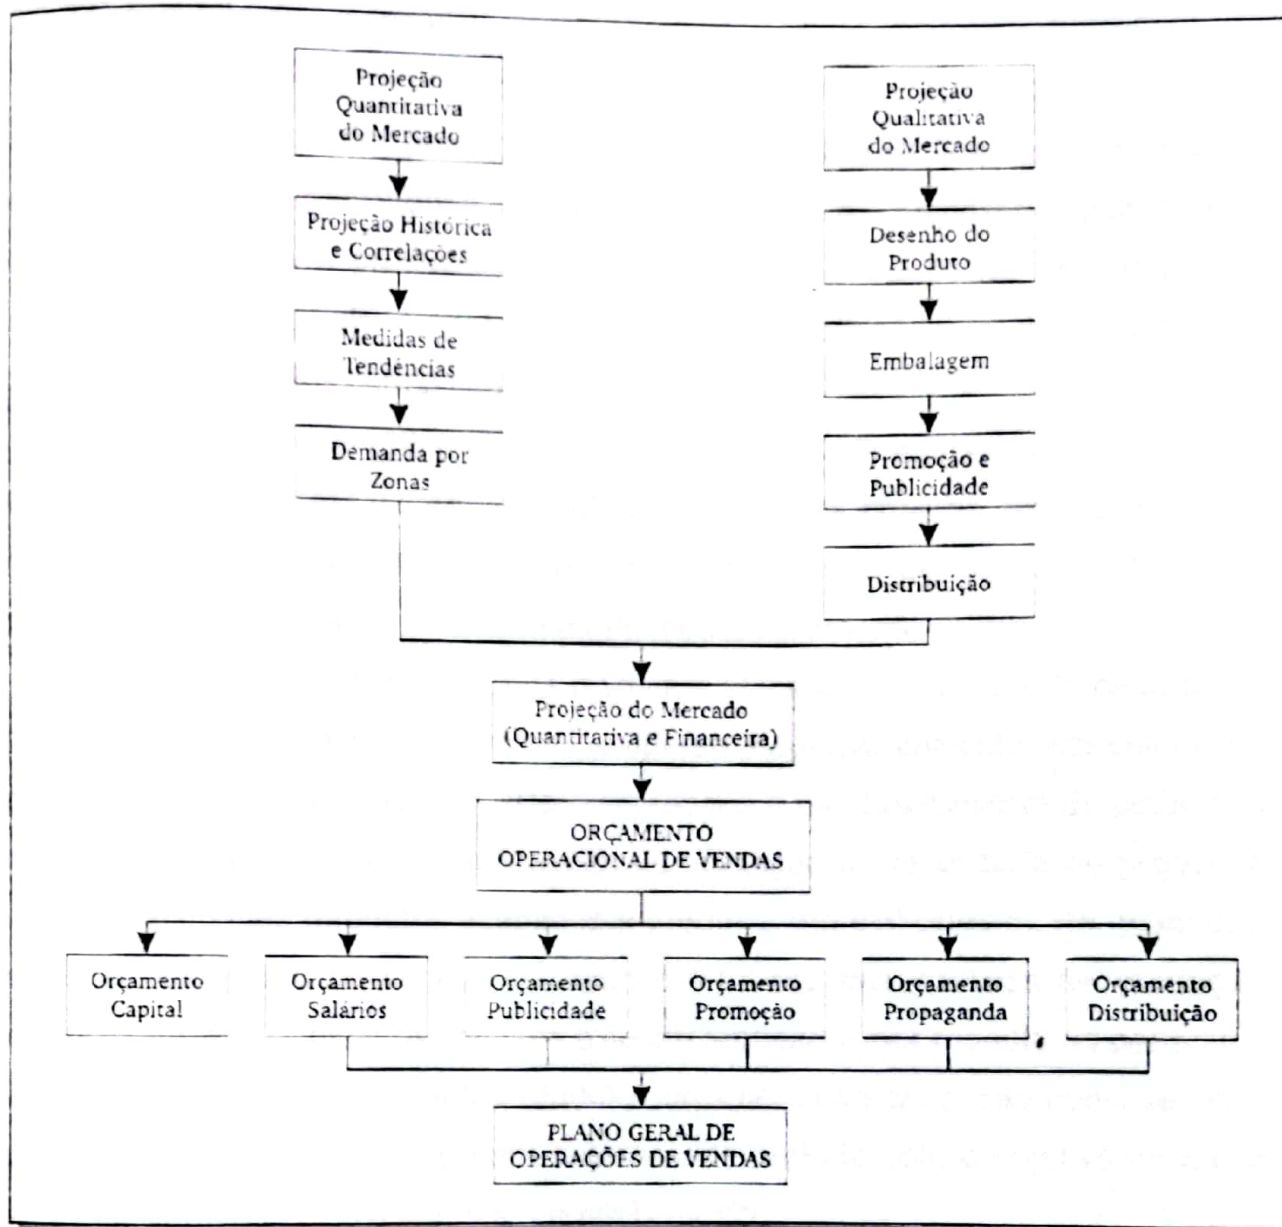 Projeção
Quantitativa
do Mercado
Projeção Histórica
e Correlações
Medidas de
Tendências
Demanda por
Zonas
Projeção
Qualitativa
do Mercado
Desenho do
Produto
Embalagem
Promoção e
Publicidade
Distribuição
Projeção do Mercado
(Quantitativa e Financeira)
ORÇAMENTO
OPERACIONAL DE VENDAS
Orçamento
Capital
Orçamento
Salários
Orçamento
Publicidade
Orçamento
Promoção
Orçamento
Propaganda
Orçamento
Distribuição
PLANO GERAL DE
OPERAÇÕES DE VENDAS